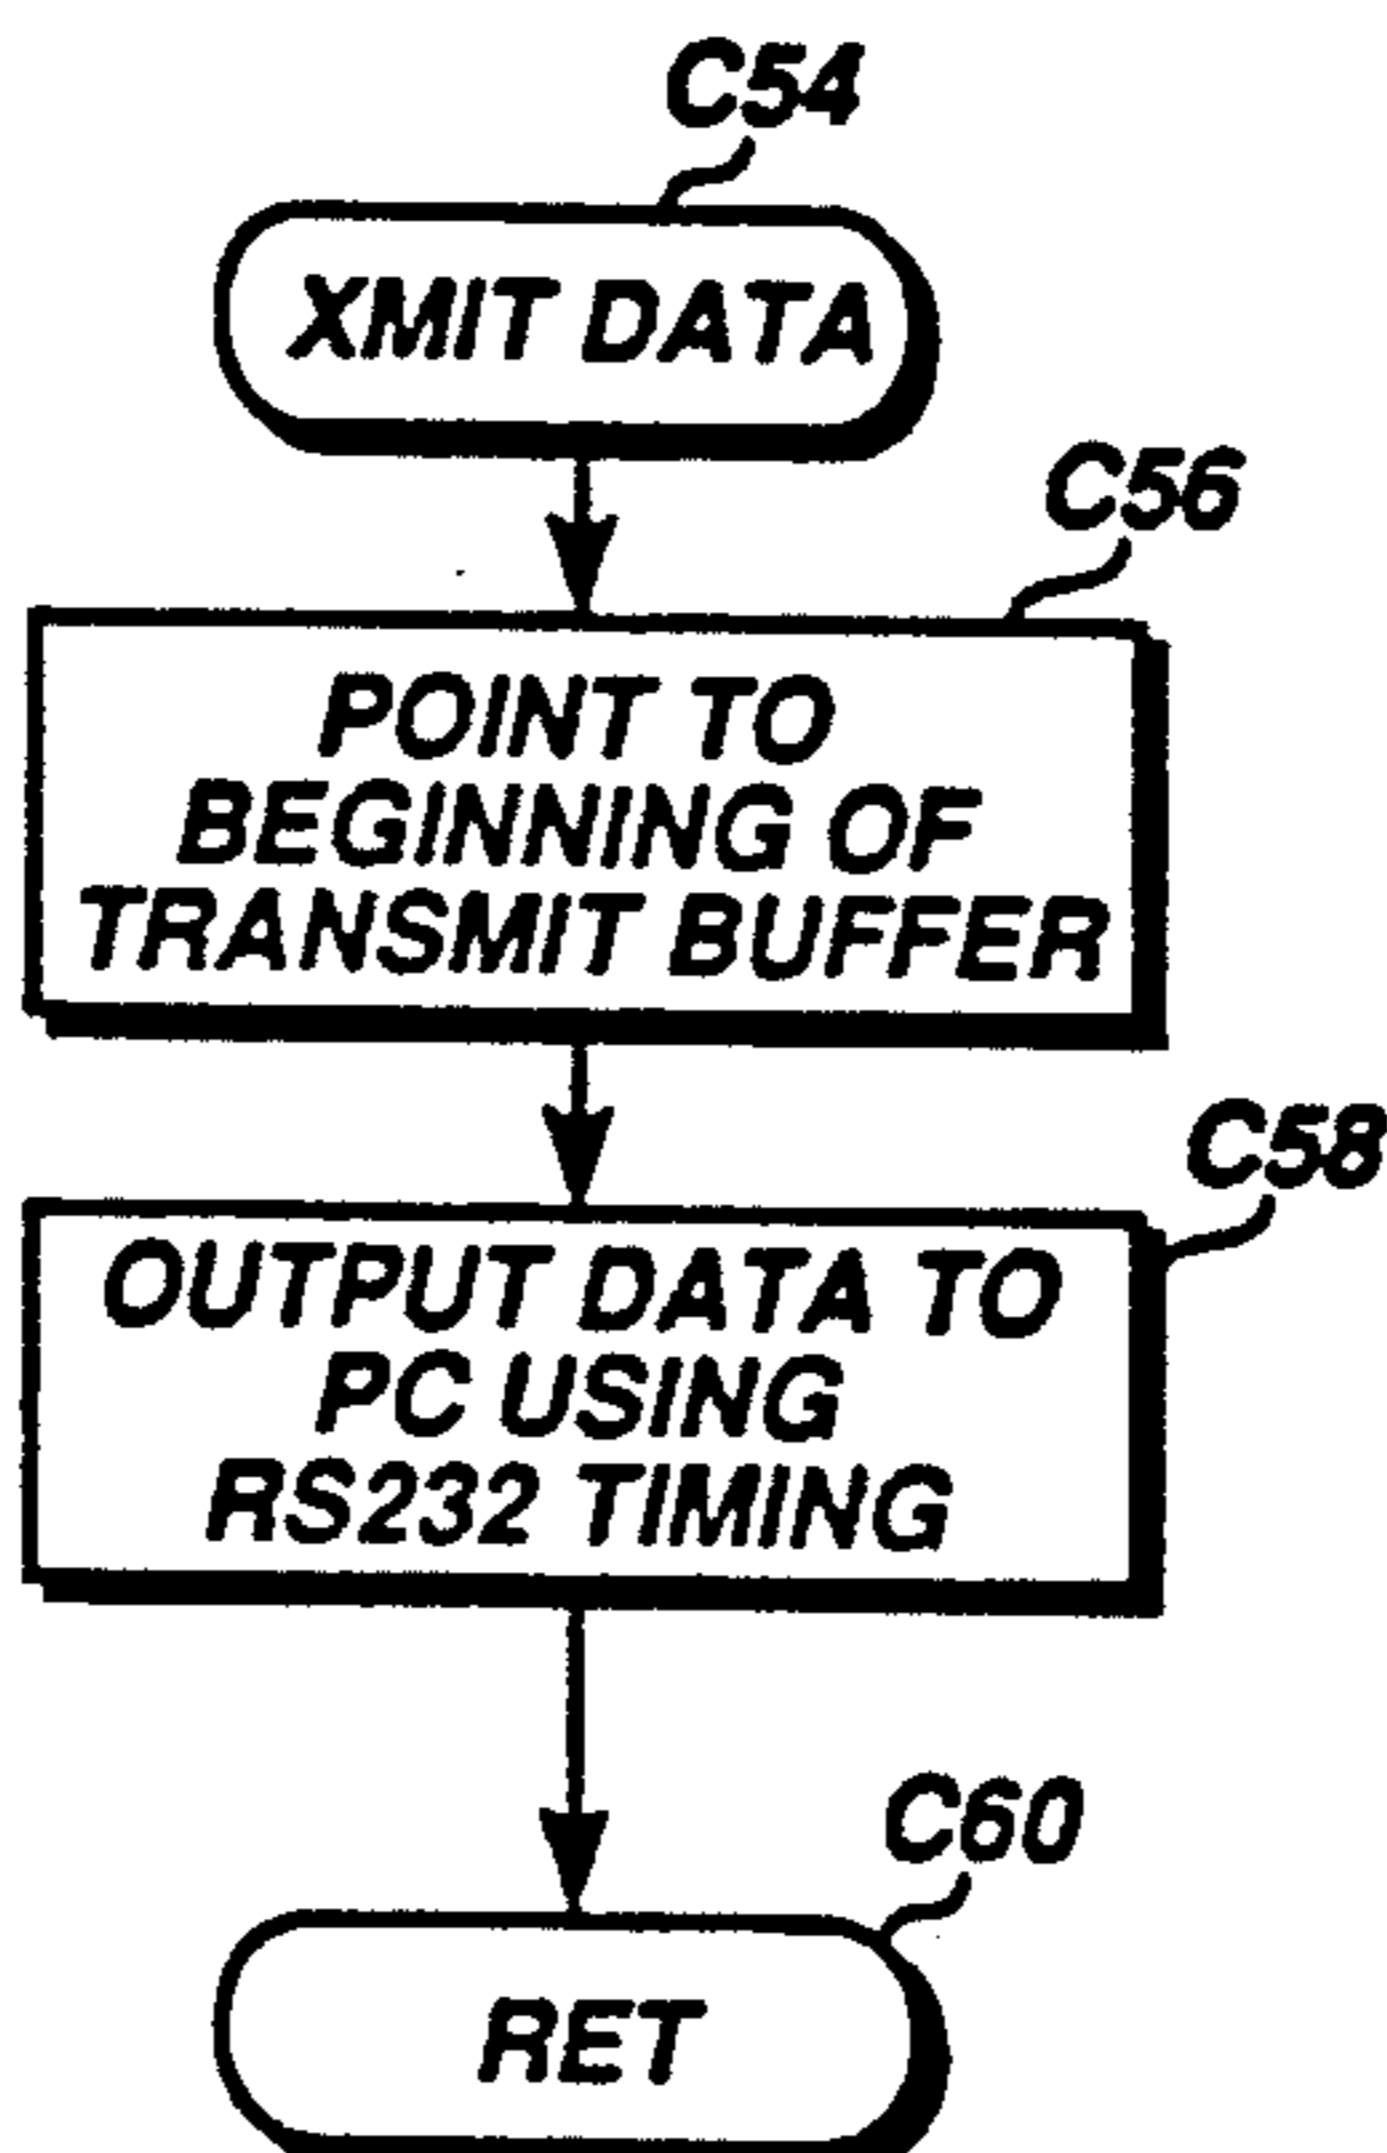 C54
XMIT DATA
C56
POINT TO
BEGINNING OF
TRANSMIT BUFFER
C58
OUTPUT DATA TO
PC USING
RS232 TIMING
C60
RET